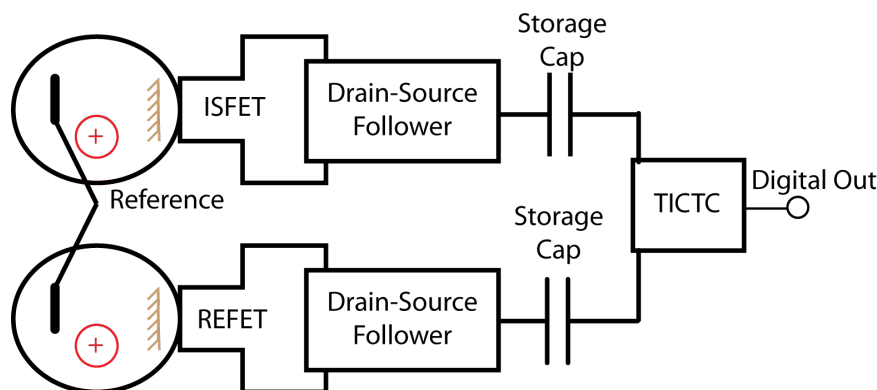 Storage
Cap
ISFET
Drain-Source
Follower
+
Reference
TICTC
Digital Out
Storage
Cap
REFET
Drain-Source
Follower
+